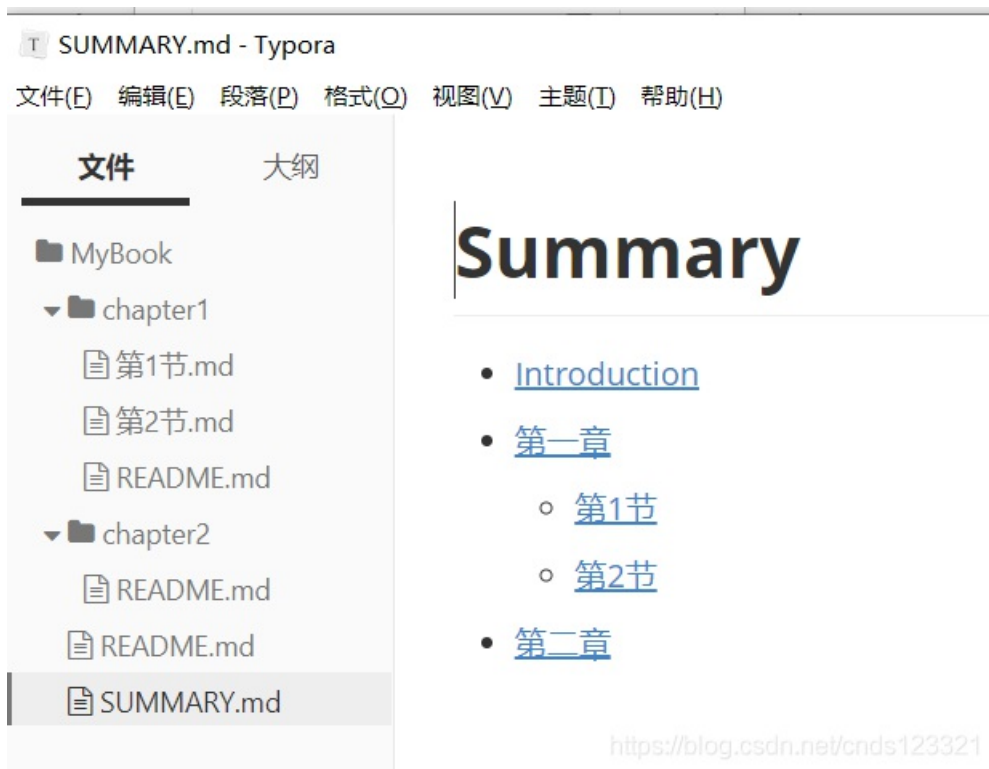 SUMMARY.md - Typora
文件(F) 编辑(E) 段落(P) 格式(O) 视图(V) 主题(T) 帮助(H)
文件 大纲
MyBook
chapter1
第1节.md
第2节.md
README.md
chapter2
README.md
README.md
SUMMARY.md
Summary
Introduction
第一章
第1节
第2节
第二章
https://blog.csdn.net/cnds123321